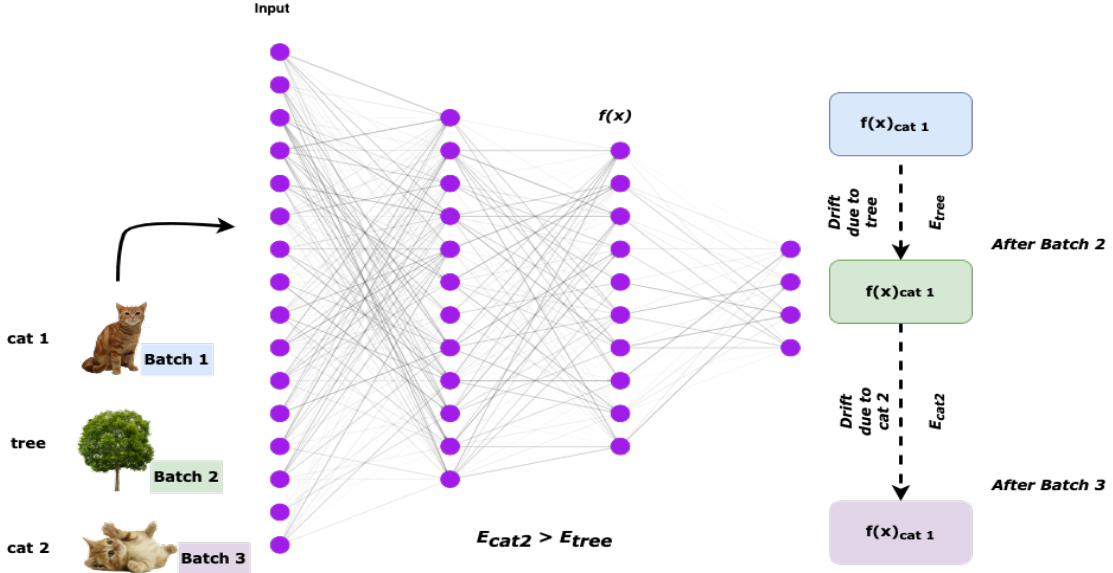 Input
f(x)
f(x)cat 1
Drift
due to
tree
Etree
After Batch 2
f(x)cat 1
cat 1
Batch 1
Drift
due to
cat 2
Ecat2
tree
Batch 2
After Batch 3
cat 2
Batch 3
Ecat2 > Etree
f(x)cat 1